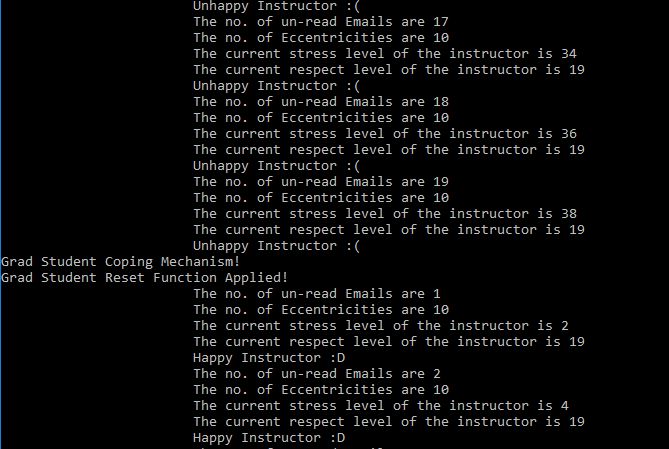 Unhappy Instructor :(
The no. of un-read Emails are 17
The no. of Eccentricities are 10
The current stress level of the instructor is 34
The current respect level of the instructor is 19
Unhappy Instructor :(
The no. of un-read Emails are 18
The no. of Eccentricities are 10
The current stress level of the instructor is 36
The current respect level of the instructor is 19
Unhappy Instructor :(
The no. of un-read Emails are 19
The no. of Eccentricities are 10
The current stress level of the instructor is 38
The current respect level of the instructor is 19
Unhappy Instructor :(
Grad Student Coping Mechanism!
Grad Student Reset Function Applied!
The no. of un-read Emails are 1
The no. of Eccentricities are 10
The current stress level of the instructor is 2
The current respect level of the instructor is 19
Happy Instructor :D
The no. of un-read Emails are 2
The no. of Eccentricities are 10
The current stress level of the instructor is 4
The current respect level of the instructor is 19
Happy Instructor :D